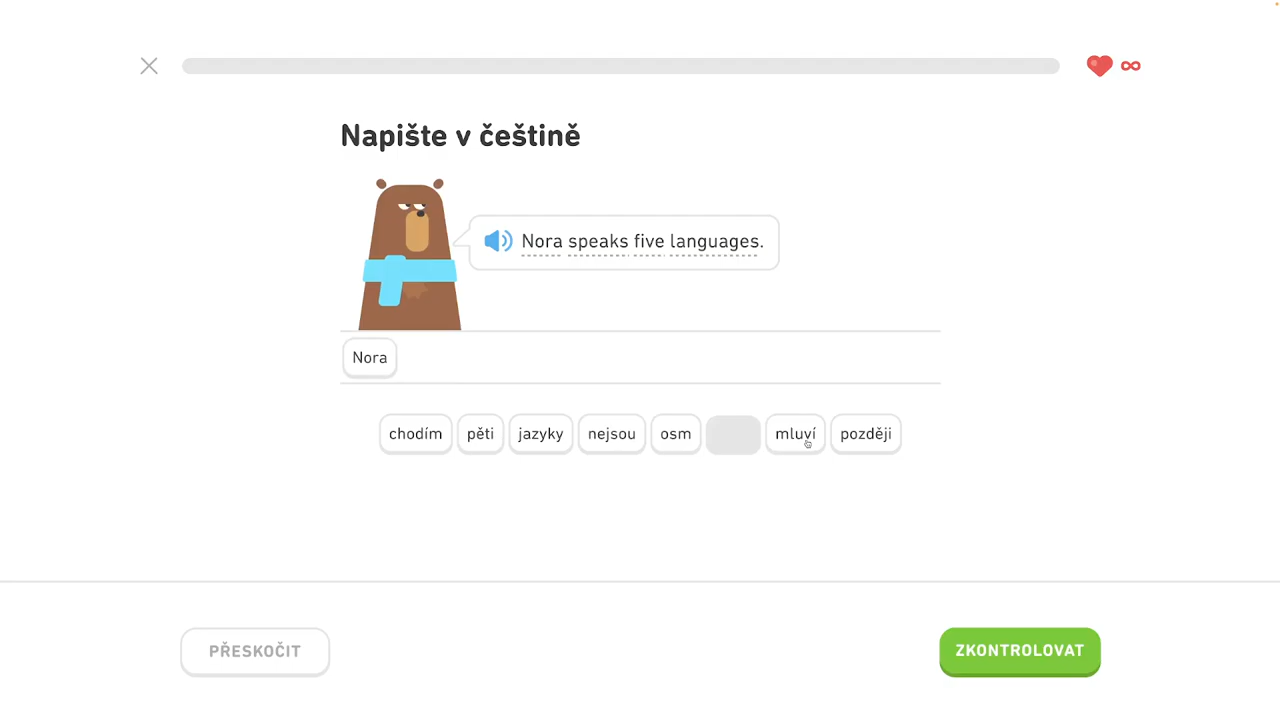 ∞
Napište v češtině
Nora speaks five languages.
Nora
chodím pěti jazyky nejsou osm mluví později
PŘESKOČIT ZKONTROLOVAT